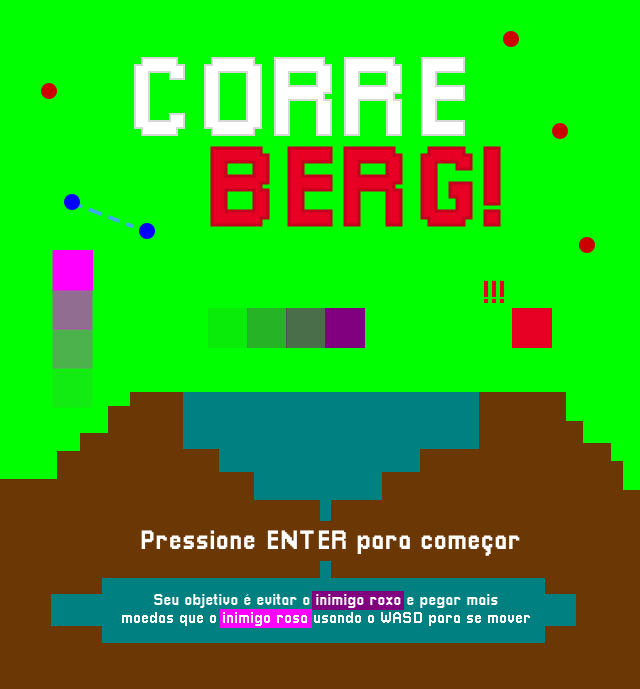 CORRE
BERG!
!!!
Pressione ENTER para começar
Seu objetivo é evitar o inimigo roxo e pegar mais
moedas que o inimigo rosa usando o WASD para se mover